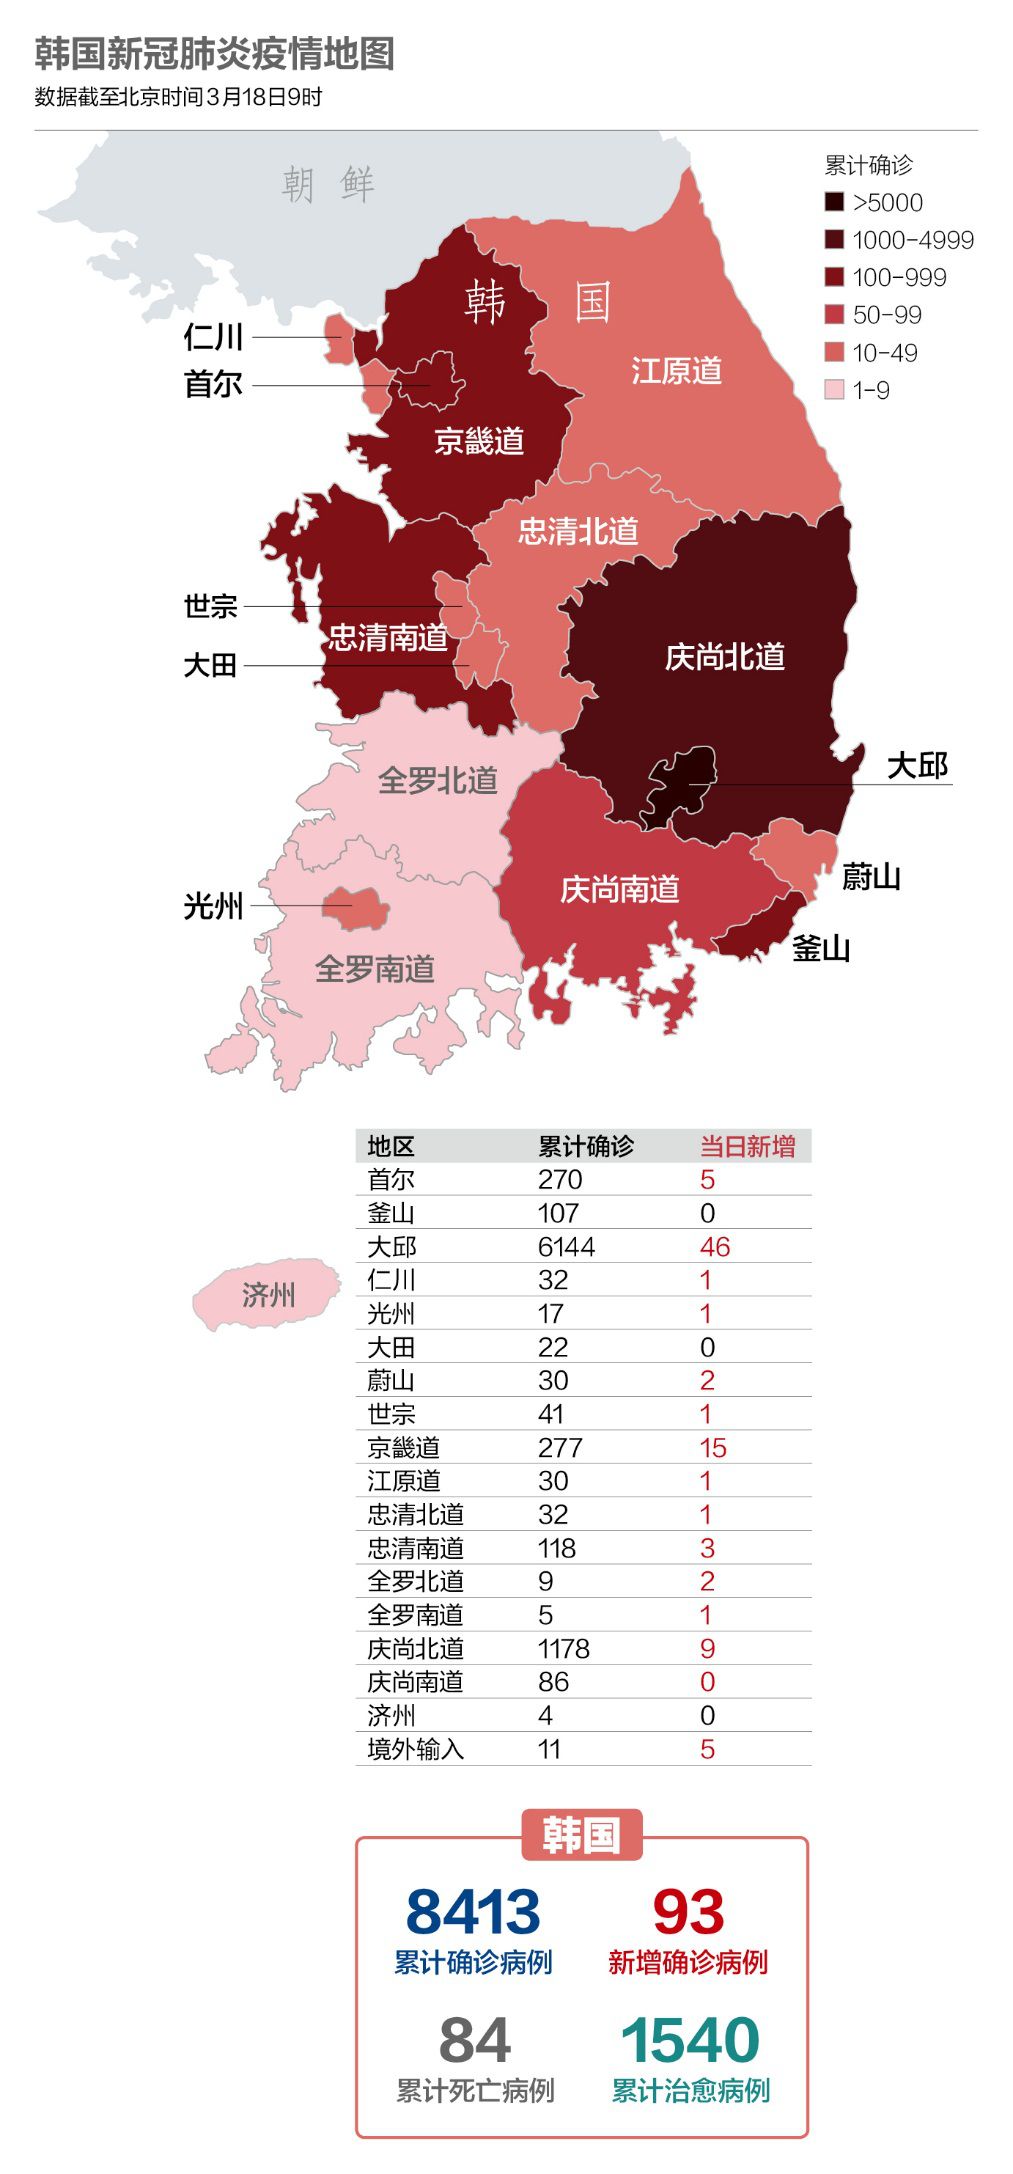 韩国新冠肺炎疫情地图
数据截至北京时间3月18日9时
朝鲜
累计确诊
>5000
1000-4999
100-999
50-99
10-49
1-9
韩国
仁川
首尔
江原道
京畿道
忠清北道
世宗
忠清南道
大田
庆尚北道
大邱
全罗北道
光州
庆尚南道
蔚山
釜山
全罗南道
济州
地区 累计确诊 当日新增
首尔 270 5
釜山 107 0
大邱 6144 46
仁川 32 1
光州 17 1
大田 22 0
蔚山 30 2
世宗 41 1
京畿道 277 15
江原道 30 1
忠清北道 32 1
忠清南道 118 3
全罗北道 9 2
全罗南道 5 1
庆尚北道 1178 9
庆尚南道 86 0
济州 4 0
境外输入 11 5
韩国
8413 93
累计确诊病例 新增确诊病例
84 1540
累计死亡病例 累计治愈病例